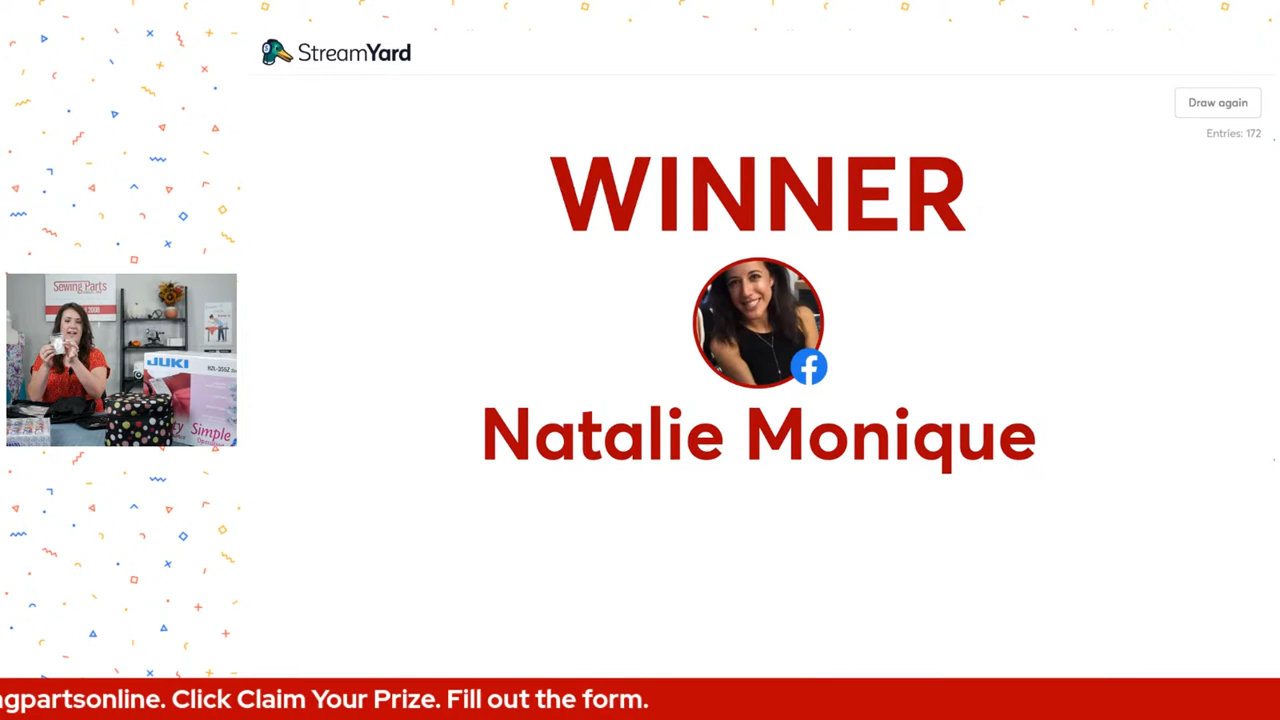 StreamYard
Draw again
Entries: 172
WINNER
Natalie Monique
Sewing Parts
JUKI
Simple
ngpartsonline. Click Claim Your Prize. Fill out the form.